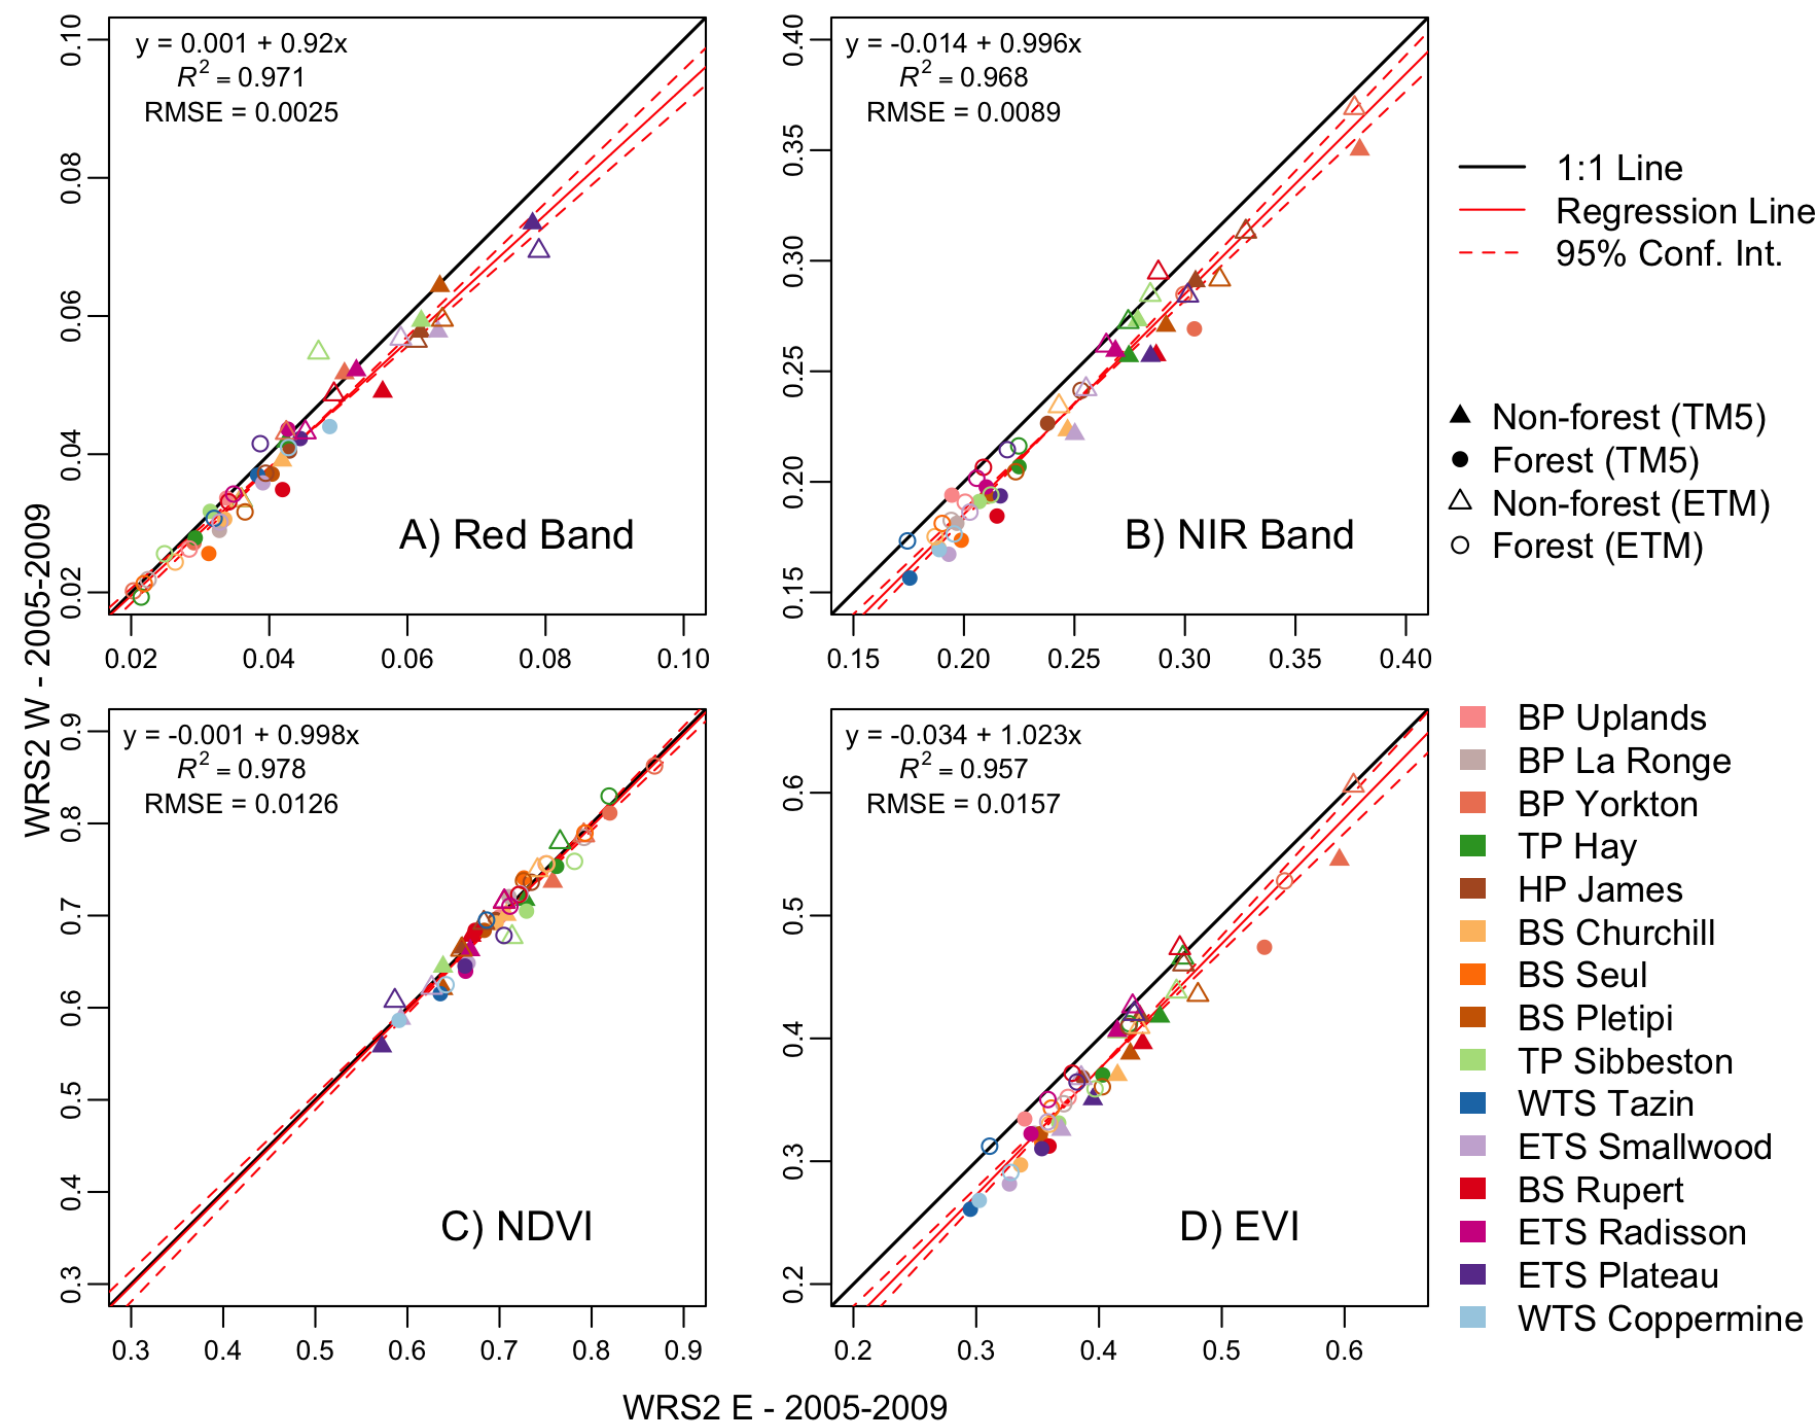 y = 0.001 + 0.92x
R² = 0.971
RMSE = 0.0025
A) Red Band
0.10
0.08
0.06
0.04
0.02
0.02 0.04 0.06 0.08 0.10
y = -0.014 + 0.996x
R² = 0.968
RMSE = 0.0089
B) NIR Band
0.40
0.35
0.30
0.25
0.20
0.15
0.15 0.20 0.25 0.30 0.35 0.40
1:1 Line
Regression Line
95% Conf. Int.
Non-forest (TM5)
Forest (TM5)
Non-forest (ETM)
Forest (ETM)
WRS2 W - 2005-2009
y = -0.001 + 0.998x
R² = 0.978
RMSE = 0.0126
C) NDVI
0.9
0.8
0.7
0.6
0.5
0.4
0.3
0.3 0.4 0.5 0.6 0.7 0.8 0.9
y = -0.034 + 1.023x
R² = 0.957
RMSE = 0.0157
D) EVI
0.6
0.5
0.4
0.3
0.2
0.2 0.3 0.4 0.5 0.6
BP Uplands
BP La Ronge
BP Yorkton
TP Hay
HP James
BS Churchill
BS Seul
BS Pletipi
TP Sibbeston
WTS Tazin
ETS Smallwood
BS Rupert
ETS Radisson
ETS Plateau
WTS Coppermine
WRS2 E - 2005-2009